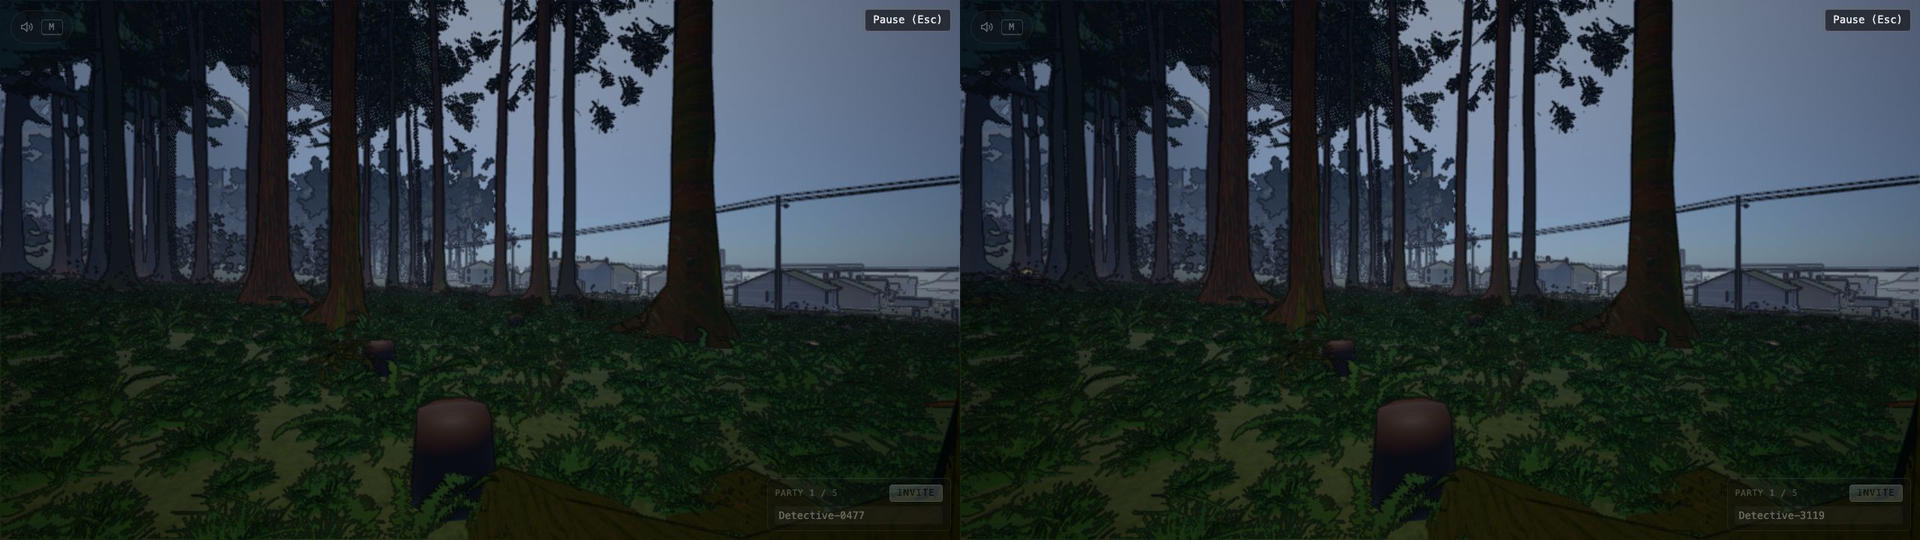 M
Pause (Esc)
PARTY 1 / 5
INVITE
Detective-0477
M
Pause (Esc)
PARTY 1 / 5
INVITE
Detective-3119